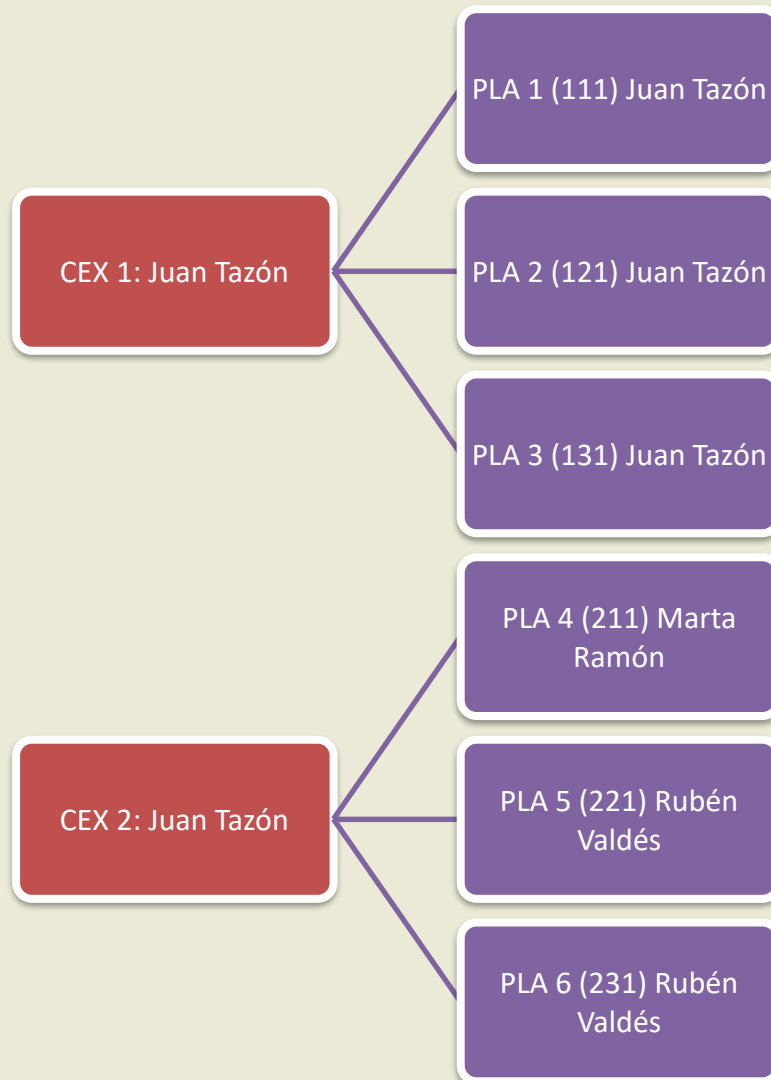 CEX 1: Juan Tazón
PLA 1 (111) Juan Tazón
PLA 2 (121) Juan Tazón
PLA 3 (131) Juan Tazón
CEX 2: Juan Tazón
PLA 4 (211) Marta
Ramón
PLA 5 (221) Rubén
Valdés
PLA 6 (231) Rubén
Valdés